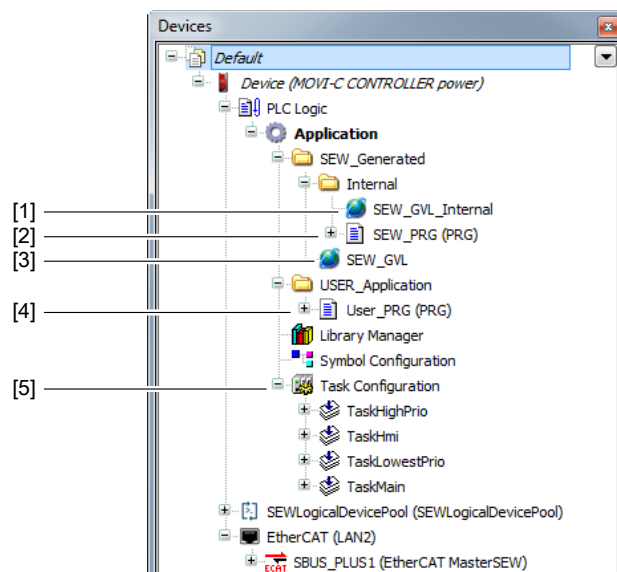 Devices
Default
Device (MOVI-C CONTROLLER power)
PLC Logic
Application
SEW_Generated
Internal
[1] SEW_GVL_Internal
[2] SEW_PRG (PRG)
[3] SEW_GVL
USER_Application
[4] User_PRG (PRG)
Library Manager
Symbol Configuration
[5] Task Configuration
TaskHighPrio
TaskHmi
TaskLowestPrio
TaskMain
SEWLogicalDevicePool (SEWLogicalDevicePool)
EtherCAT (LAN2)
ECAT SBUS_PLUS1 (EtherCAT MasterSEW)